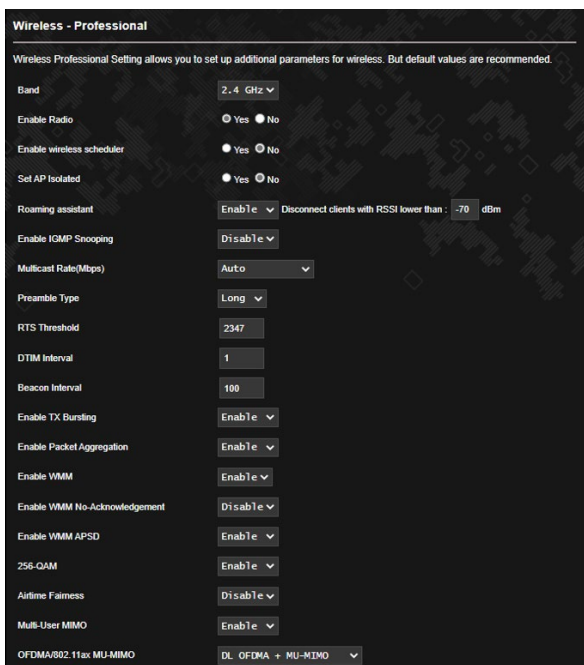 Wireless - Professional
Wireless Professional Setting allows you to set up additional parameters for wireless. But default values are recommended.
Band 2.4 GHz
Enable Radio Yes No
Enable wireless scheduler Yes No
Set AP Isolated Yes No
Roaming assistant Enable Disconnect clients with RSSI lower than : -70 dBm
Enable IGMP Snooping Disable
Multicast Rate(Mbps) Auto
Preamble Type Long
RTS Threshold 2347
DTIM Interval 1
Beacon Interval 100
Enable TX Bursting Enable
Enable Packet Aggregation Enable
Enable WMM Enable
Enable WMM No-Acknowledgement Disable
Enable WMM APSD Enable
256-QAM Enable
Airtime Fairness Disable
Multi-User MIMO Enable
OFDMA/802.11ax MU-MIMO DL OFDMA + MU-MIMO